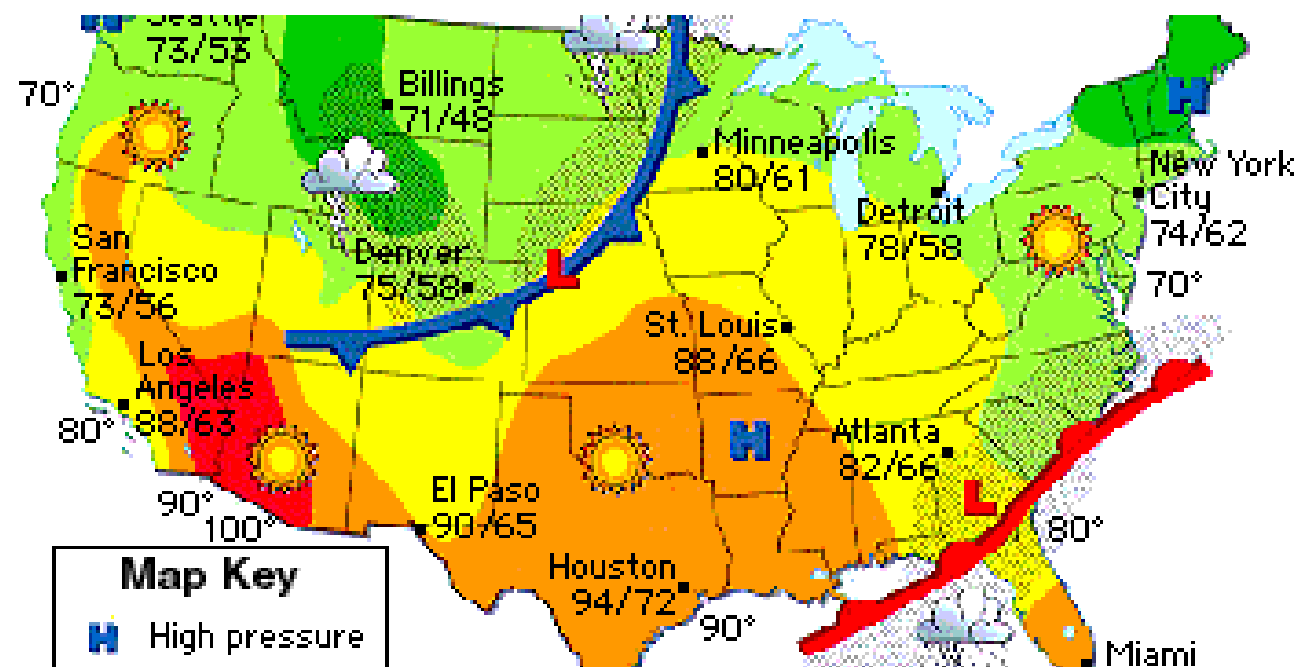 H
Seattle
73/53
70°
Billings
71/48
H
Minneapolis
80/61
New York
City
74/62
Detroit
78/58
San
Francisco
73/56
Denver
75/58
L
70°
St. Louis
88/66
Los
Angeles
88/63
80°
H
Atlanta
82/66
El Paso
90/65
90°
100°
L
80°
Houston
94/72
90°
Map Key
H High pressure
Miami